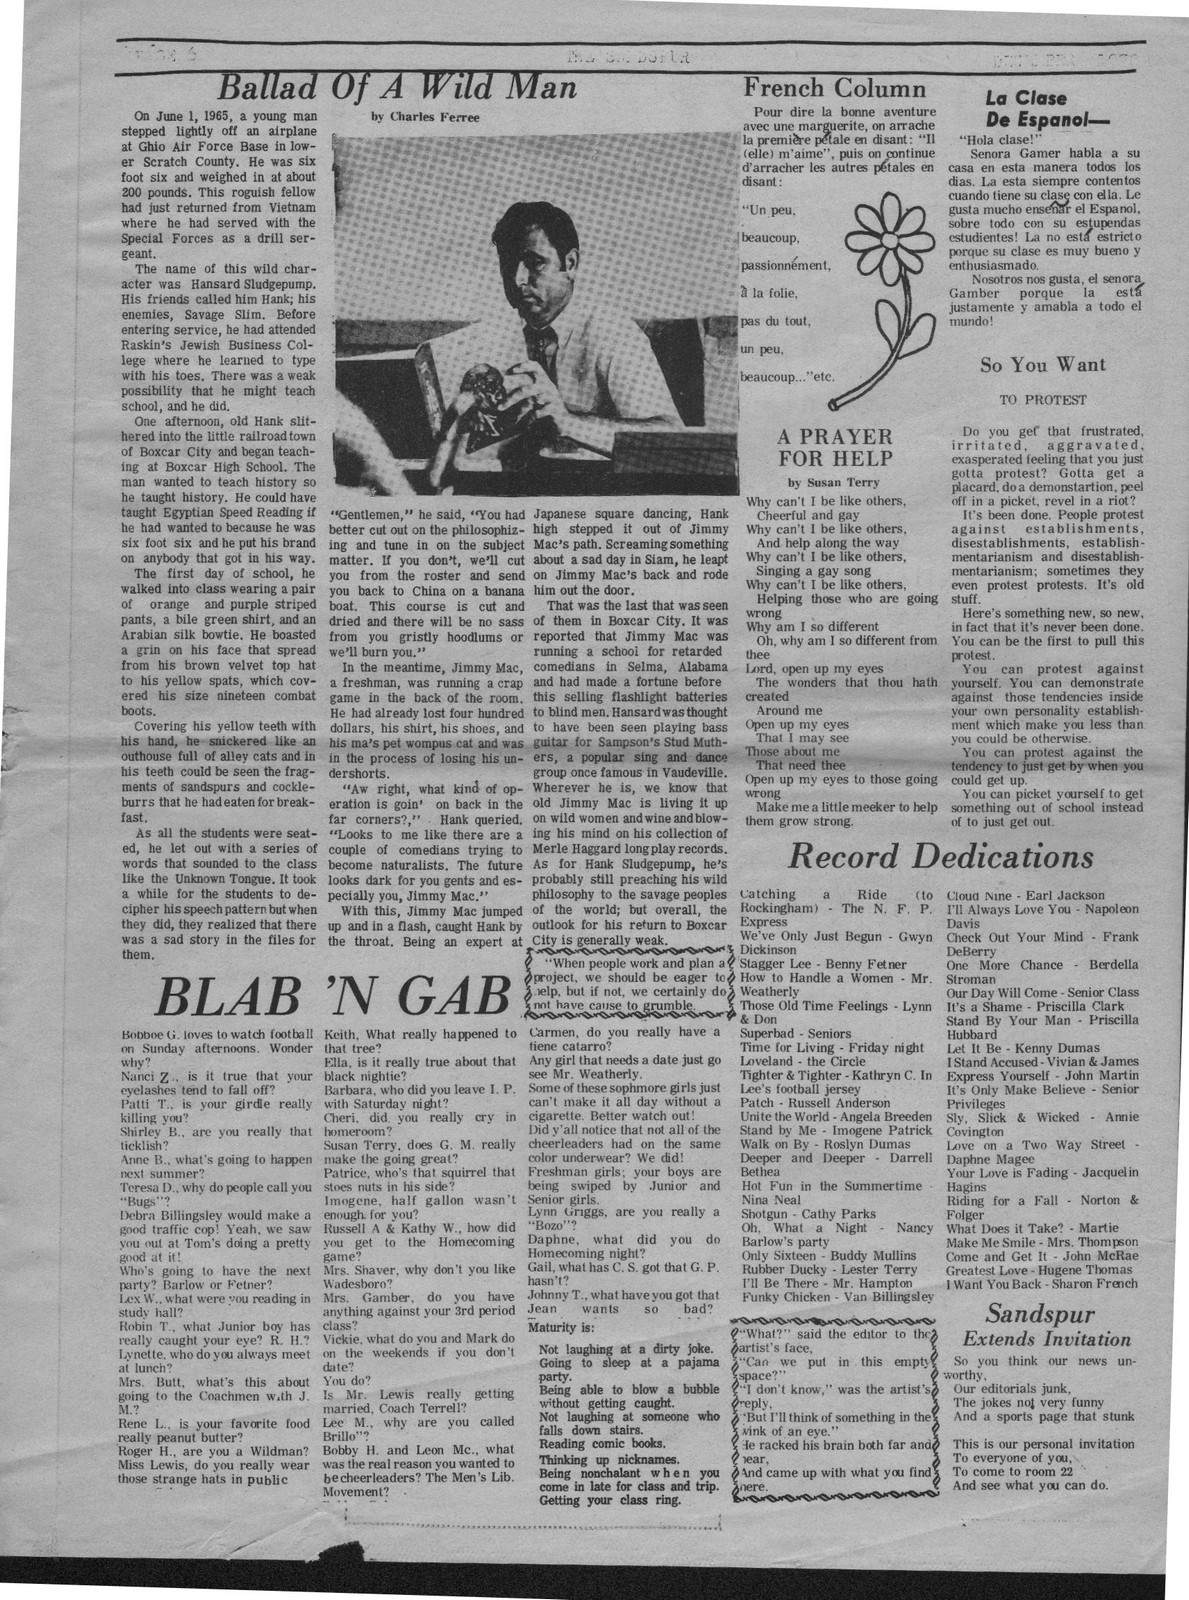 PAGE 6
Ballad Of A Wild Man
by Charles Ferree
On June 1, 1965, a young man
stepped lightly off an airplane
at Ghio Air Force Base in low-
er Scratch County. He was six
foot six and weighed in at about
200 pounds. This roguish fellow
had just returned from Vietnam
where he had served with the
Special Forces as a drill ser-
geant.
The name of this wild char-
acter was Hansard Sludgepump.
His friends called him Hank; his
enemies, Savage Slim. Before
entering service, he had attended
Raskin's Jewish Business Col-
lege where he learned to type
with his toes. There was a weak
possibility that he might teach
school, and he did.
One afternoon, old Hank slit-
hered into the little railroad town
of Boxcar City and began teach-
ing at Boxcar High School. The
man wanted to teach history so
he taught history. He could have
taught Egyptian Speed Reading if
he had wanted to because he was
six foot six and he put his brand
on anybody that got in his way.
The first day of school, he
walked into class wearing a pair
of orange and purple striped
pants, a bile green shirt, and an
Arabian silk bowtie. He boasted
a grin on his face that spread
from his brown velvet top hat
to his yellow spats, which cov-
ered his size nineteen combat
boots.
Covering his yellow teeth with
his hand, he snickered like an
outhouse full of alley cats and in
his teeth could be seen the frag-
ments of sandspurs and cockle-
burrs that he had eaten for break-
fast.
As all the students were seat-
ed, he let out with a series of
words that sounded to the class
like the Unknown Tongue. It took
a while for the students to de-
cipher his speech pattern but when
they did, they realized that there
was a sad story in the files for
them.
"Gentlemen," he said, "You had
better cut out on the philosophiz-
ing and tune in on the subject
matter. If you don't, we'll cut
you from the roster and send
you back to China on a banana
boat. This course is cut and
dried and there will be no sass
from you gristly hoodlums or
we'll burn you."
In the meantime, Jimmy Mac,
a freshman, was running a crap
game in the back of the room.
He had already lost four hundred
dollars, his shirt, his shoes, and
his ma's pet wompus cat and was
in the process of losing his un-
dershorts.
"Aw right, what kind of op-
eration is goin' on back in the
far corners?," Hank queried.
"Looks to me like there are a
couple of comedians trying to
become naturalists. The future
looks dark for you gents and es-
pecially you, Jimmy Mac."
With this, Jimmy Mac jumped
up and in a flash, caught Hank by
the throat. Being an expert at
Japanese square dancing, Hank
high stepped it out of Jimmy
Mac's path. Screaming something
about a sad day in Siam, he leapt
on Jimmy Mac's back and rode
him out the door.
That was the last that was seen
of them in Boxcar City. It was
reported that Jimmy Mac was
running a school for retarded
comedians in Selma, Alabama
and had made a fortune before
this selling flashlight batteries
to blind men. Hansard was thought
to have been seen playing bass
guitar for Sampson's Stud Muth-
ers, a popular sing and dance
group once famous in Vaudeville.
Wherever he is, we know that
old Jimmy Mac is living it up
on wild women and wine and blow-
ing his mind on his collection of
Merle Haggard long play records.
As for Hank Sludgepump, he's
probably still preaching his wild
philosophy to the savage peoples
of the world; but overall, the
outlook for his return to Boxcar
City is generally weak.
French Column
Pour dire la bonne aventure
avec une marguerite, on arrache
la première pétale en disant: "Il
(elle) m'aime", puis on continue
d'arracher les autres pétales en
disant:
"Un peu,
beaucoup,
passionnément,
à la folie,
pas du tout,
un peu,
beaucoup..."etc.
La Clase
De Espanol—
"Hola clase!"
Senora Gamer habla a su
casa en esta manera todos los
dias. La esta siempre contentos
cuando tiene su clase con ella. Le
gusta mucho enseñar el Espanol,
sobre todo con su estupendas
estudientes! La no está estricto
porque su clase es muy bueno y
enthusiasmado.
Nosotros nos gusta, el senora
Gamber porque la está
justamente y amabla a todo el
mundo!
A PRAYER
FOR HELP
by Susan Terry
Why can't I be like others,
Cheerful and gay
Why can't I be like others,
And help along the way
Why can't I be like others,
Singing a gay song
Why can't I be like others,
Helping those who are going
wrong
Why am I so different
Oh, why am I so different from
thee
Lord, open up my eyes
The wonders that thou hath
created
Around me
Open up my eyes
That I may see
Those about me
That need thee
Open up my eyes to those going
wrong
Make me a little meeker to help
them grow strong.
So You Want
TO PROTEST
Do you get that frustrated,
irritated, aggravated,
exasperated feeling that you just
gotta protest? Gotta get a
placard, do a demonstartion, peel
off in a picket, revel in a riot?
It's been done. People protest
against establishments,
disestablishments, establish-
mentarianism and disestablish-
mentarianism; sometimes they
even protest protests. It's old
stuff.
Here's something new, so new,
in fact that it's never been done.
You can be the first to pull this
protest.
You can protest against
yourself. You can demonstrate
against those tendencies inside
your own personality establish-
ment which make you less than
you could be otherwise.
You can protest against the
tendency to just get by when you
could get up.
You can picket yourself to get
something out of school instead
of to just get out.
Record Dedications
Catching a Ride (to
Rockingham) - The N. F. P.
Express
We've Only Just Begun - Gwyn
Dickinson
Stagger Lee - Benny Fetner
How to Handle a Women - Mr.
Weatherly
Those Old Time Feelings - Lynn
& Don
Superbad - Seniors
Time for Living - Friday night
Loveland - the Circle
Tighter & Tighter - Kathryn C. In
Lee's football jersey
Patch - Russell Anderson
Unite the World - Angela Breeden
Stand by Me - Imogene Patrick
Walk on By - Roslyn Dumas
Deeper and Deeper - Darrell
Bethea
Hot Fun in the Summertime -
Nina Neal
Shotgun - Cathy Parks
Oh, What a Night - Nancy
Barlow's party
Only Sixteen - Buddy Mullins
Rubber Ducky - Lester Terry
I'll Be There - Mr. Hampton
Funky Chicken - Van Billingsley
Cloud Nine - Earl Jackson
I'll Always Love You - Napoleon
Davis
Check Out Your Mind - Frank
DeBerry
One More Chance - Berdella
Stroman
Our Day Will Come - Senior Class
It's a Shame - Priscilla Clark
Stand By Your Man - Priscilla
Hubbard
Let It Be - Kenny Dumas
I Stand Accused - Vivian & James
Express Yourself - John Martin
It's Only Make Believe - Senior
Privileges
Sly, Slick & Wicked - Annie
Covington
Love on a Two Way Street -
Daphne Magee
Your Love is Fading - Jacquelin
Hagins
Riding for a Fall - Norton &
Folger
What Does it Take? - Martie
Make Me Smile - Mrs. Thompson
Come and Get It - John McRae
Greatest Love - Hugene Thomas
I Want You Back - Sharon French
"When people work and plan a
project, we should be eager to
help, but if not, we certainly do
not have cause to grumble.
BLAB 'N GAB
Bobboe G. loves to watch football
on Sunday afternoons. Wonder
why?
Nanci Z., is it true that your
eyelashes tend to fall off?
Patti T., is your girdle really
killing you?
Shirley B., are you really that
ticklish?
Anne B., what's going to happen
next summer?
Teresa D., why do people call you
"Bugs"?
Debra Billingsley would make a
good traffic cop! Yeah, we saw
you out at Tom's doing a pretty
good at it!
Who's going to have the next
party? Barlow or Fetner?
Lex W., what were you reading in
study hall?
Robin T., what Junior boy has
really caught your eye? R. H.?
Lynette, who do you always meet
at lunch?
Mrs. Butt, what's this about
going to the Coachmen with J.
M.?
Rene L., is your favorite food
really peanut butter?
Roger H., are you a Wildman?
Miss Lewis, do you really wear
those strange hats in public
Keith, What really happened to
that tree?
Ella, is it really true about that
black nightie?
Barbara, who did you leave I. P.
with Saturday night?
Cheri, did you really cry in
homeroom?
Susan Terry, does G. M. really
make the going great?
Patrice, who's that squirrel that
stoes nuts in his side?
Imogene, half gallon wasn't
enough for you?
Russell A & Kathy W., how did
you get to the Homecoming
game?
Mrs. Shaver, why don't you like
Wadesboro?
Mrs. Gamber, do you have
anything against your 3rd period
class?
Vickie, what do you and Mark do
on the weekends if you don't
date?
You do?
Is Mr. Lewis really getting
married, Coach Terrell?
Lee M., why are you called
Brillo"?
Bobby H. and Leon Mc., what
was the real reason you wanted to
be cheerleaders? The Men's Lib.
Movement?
Carmen, do you really have a
tiene catarro?
Any girl that needs a date just go
see Mr. Weatherly.
Some of these sophmore girls just
can't make it all day without a
cigarette. Better watch out!
Did y'all notice that not all of the
cheerleaders had on the same
color underwear? We did!
Freshman girls; your boys are
being swiped by Junior and
Senior girls.
Lynn Griggs, are you really a
"Bozo"?
Daphne, what did you do
Homecoming night?
Gail, what has C. S. got that G. P.
hasn't?
Johnny T., what have you got that
Jean wants so bad?
Maturity is:
Not laughing at a dirty joke.
Going to sleep at a pajama
party.
Being able to blow a bubble
without getting caught.
Not laughing at someone who
falls down stairs.
Reading comic books.
Thinking up nicknames.
Being nonchalant when you
come in late for class and trip.
Getting your class ring.
"What?" said the editor to the
artist's face,
"Can we put in this empty
space?"
"I don't know," was the artist's
reply,
"But I'll think of something in the
wink of an eye."
He racked his brain both far and
near,
And came up with what you find
here.
Sandspur
Extends Invitation
So you think our news un-
worthy,
Our editorials junk,
The jokes not very funny
And a sports page that stunk
This is our personal invitation
To everyone of you,
To come to room 22
And see what you can do.